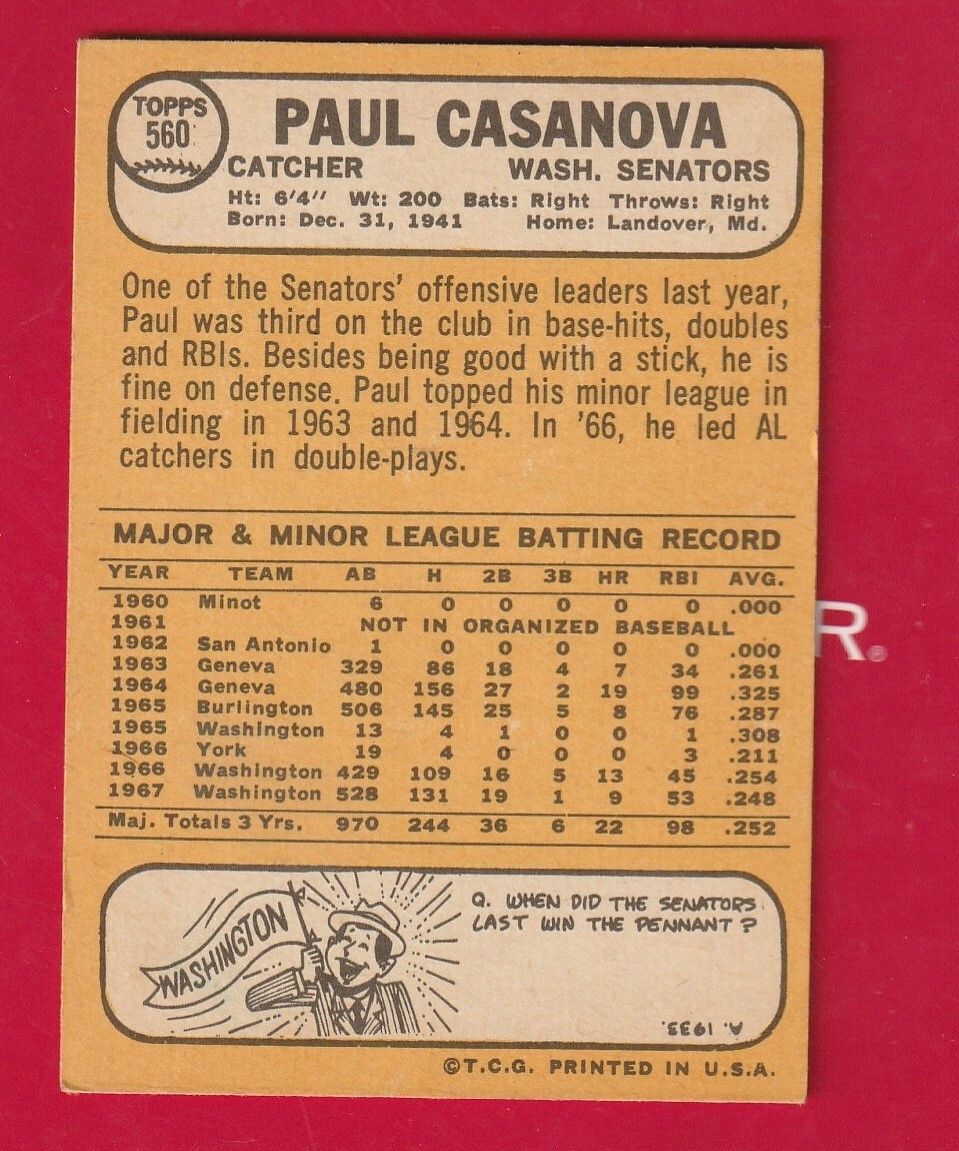 TOPPS
560
PAUL CASANOVA
CATCHER WASH. SENATORS
Ht: 6'4" Wt: 200 Bats: Right Throws: Right
Born: Dec. 31, 1941 Home: Landover, Md.
One of the Senators' offensive leaders last year,
Paul was third on the club in base-hits, doubles
and RBIs. Besides being good with a stick, he is
fine on defense. Paul topped his minor league in
fielding in 1963 and 1964. In '66, he led AL
catchers in double-plays.
MAJOR & MINOR LEAGUE BATTING RECORD
YEAR TEAM AB H 2B 3B HR RBI AVG.
1960 Minot 6 0 0 0 0 0 .000
1961 NOT IN ORGANIZED BASEBALL
1962 San Antonio 1 0 0 0 0 0 .000
1963 Geneva 329 86 18 4 7 34 .261
1964 Geneva 480 156 27 2 19 99 .325
1965 Burlington 506 145 25 5 8 76 .287
1965 Washington 13 4 1 0 0 1 .308
1966 York 19 4 0 0 0 3 .211
1966 Washington 429 109 16 5 13 45 .254
1967 Washington 528 131 19 1 9 53 .248
Maj. Totals 3 Yrs. 970 244 36 6 22 98 .252
WASHINGTON
Q. WHEN DID THE SENATORS
LAST WIN THE PENNANT?
A. 1933.
©T.C.G. PRINTED IN U.S.A.
R.®